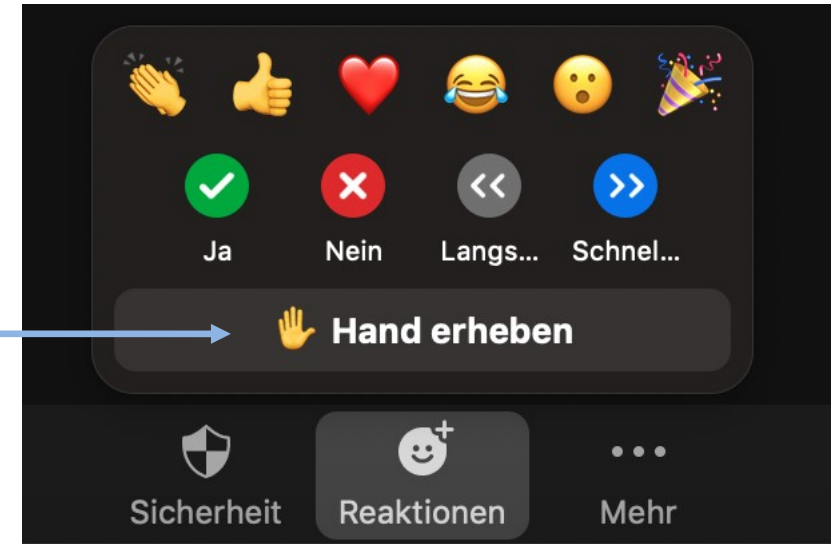 Ja Nein Langs... Schnel...
Hand erheben
Sicherheit Reaktionen Mehr